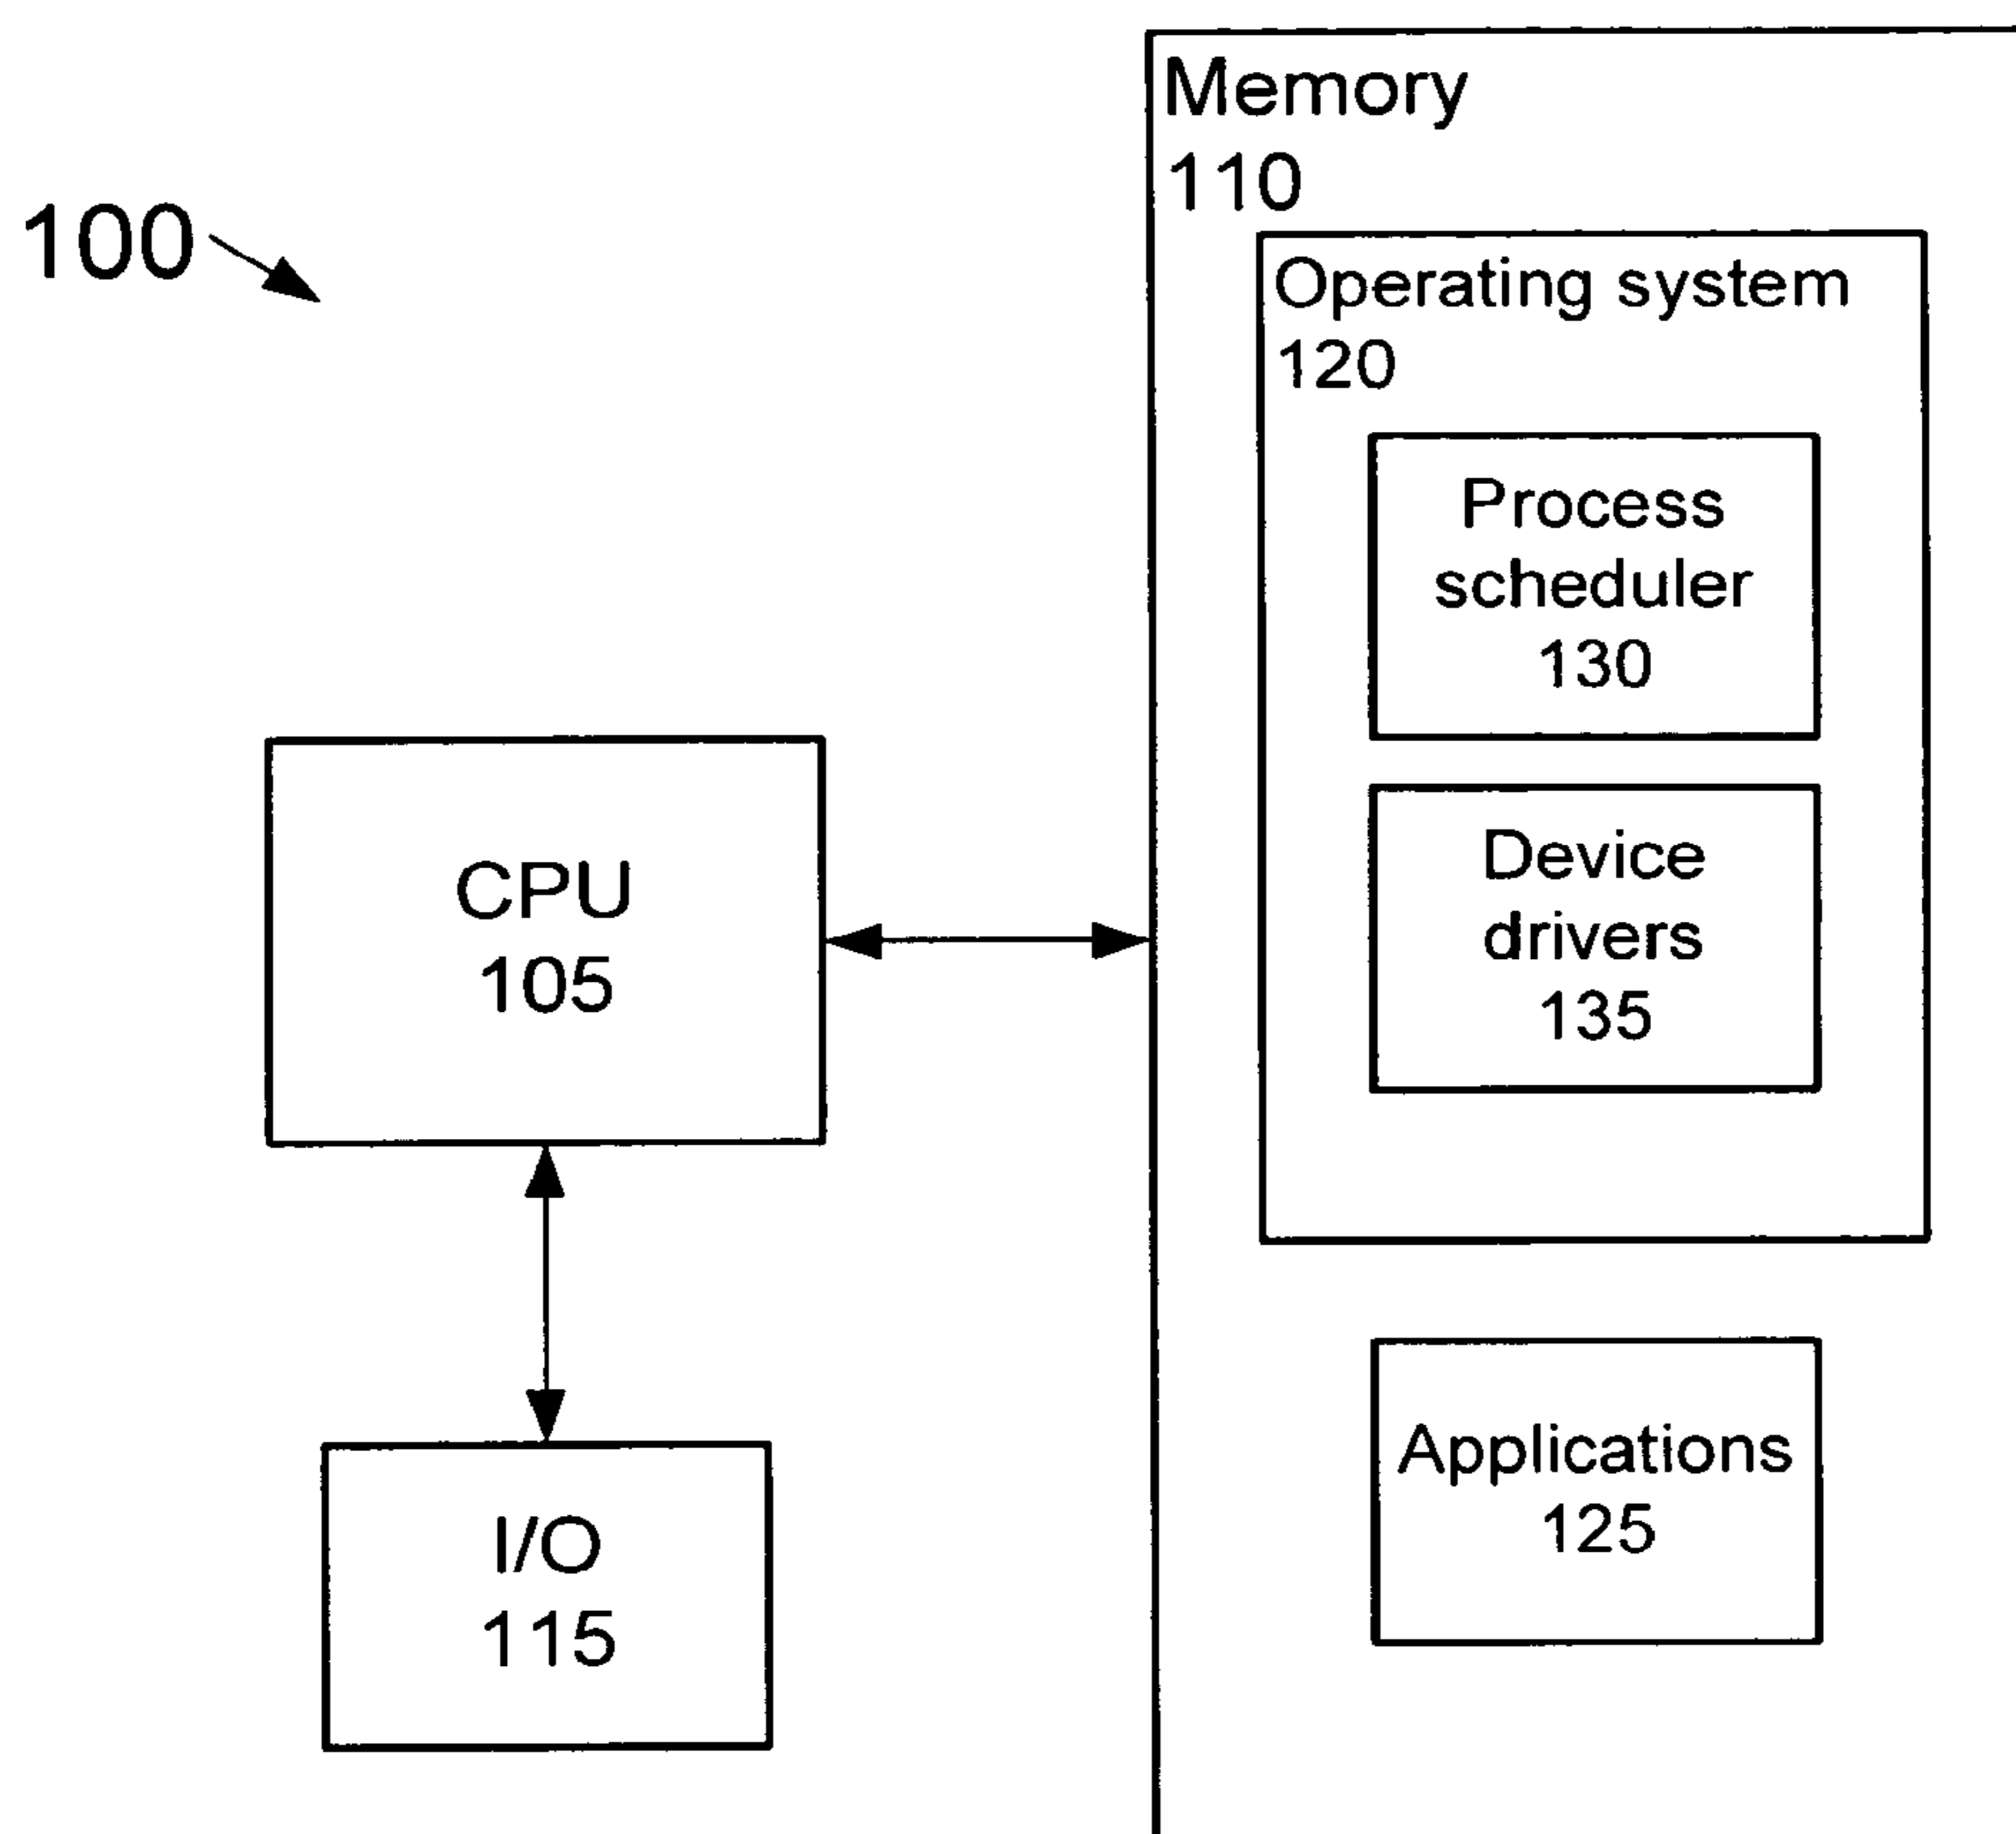 100
Memory
110
Operating system
120
Process
scheduler
130
Device
drivers
135
CPU
105
I/O
115
Applications
125